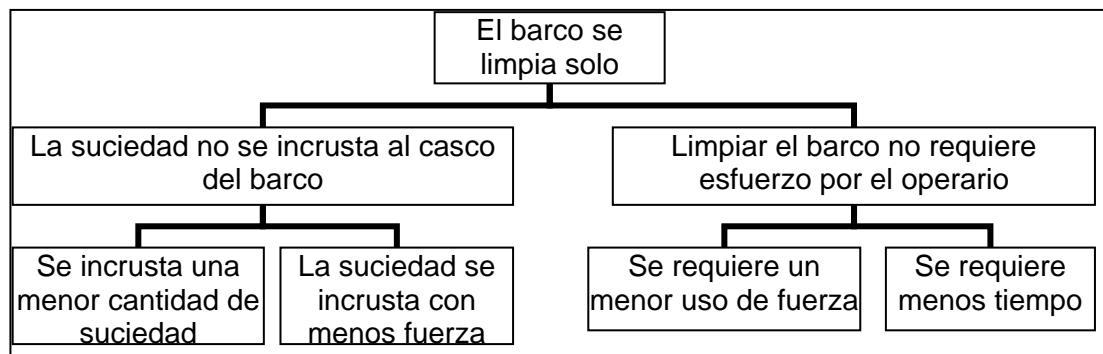 El barco se
limpia solo
La suciedad no se incrusta al casco
del barco
Limpiar el barco no requiere
esfuerzo por el operario
Se incrusta una
menor cantidad de
suciedad
La suciedad se
incrusta con
menos fuerza
Se requiere un
menor uso de fuerza
Se requiere
menos tiempo